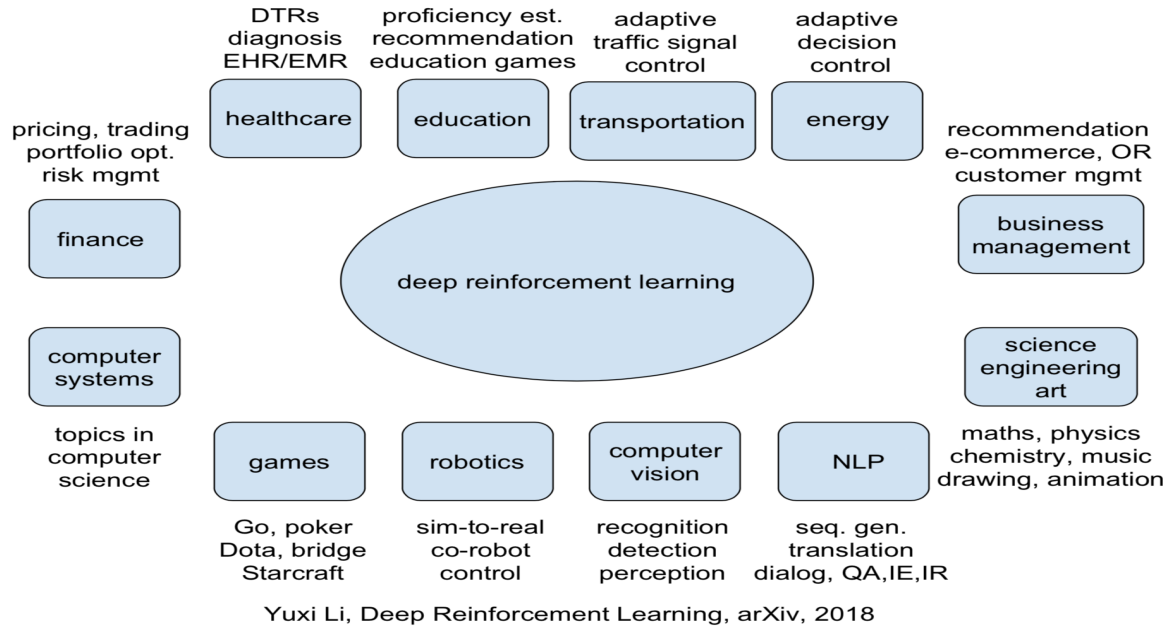 DTRs
diagnosis
EHR/EMR
healthcare
proficiency est.
recommendation
education games
education
adaptive
traffic signal
control
transportation
adaptive
decision
control
energy
pricing, trading
portfolio opt.
risk mgmt
finance
recommendation
e-commerce, OR
customer mgmt
business
management
deep reinforcement learning
computer
systems
topics in
computer
science
science
engineering
art
maths, physics
chemistry, music
drawing, animation
games
Go, poker
Dota, bridge
Starcraft
robotics
sim-to-real
co-robot
control
computer
vision
recognition
detection
perception
NLP
seq. gen.
translation
dialog, QA,IE,IR
Yuxi Li, Deep Reinforcement Learning, arXiv, 2018